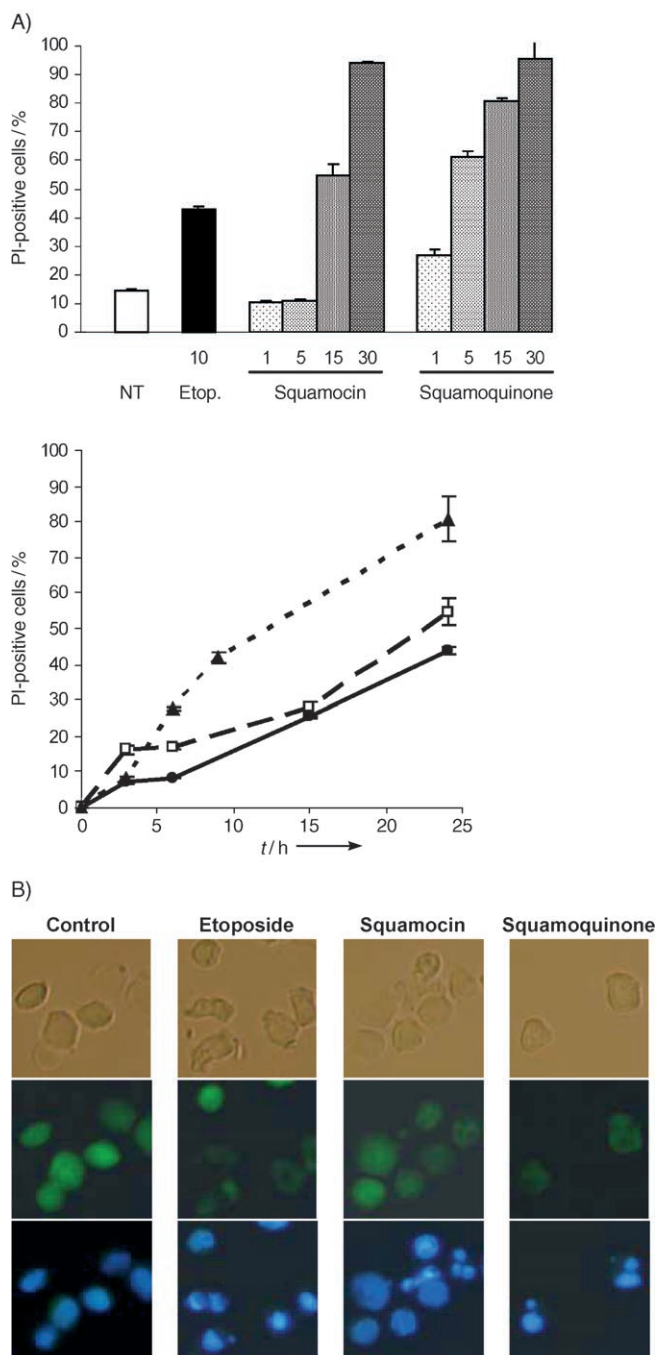 A)
PI-positive cells / %
100
90
80
70
60
50
40
30
20
10
0
10 1 5 15 30 1 5 15 30
NT Etop. Squamocin Squamoquinone
PI-positive cells / %
100
90
80
70
60
50
40
30
20
10
0
0 5 10 15 20 25
t / h
B)
Control Etoposide Squamocin Squamoquinone